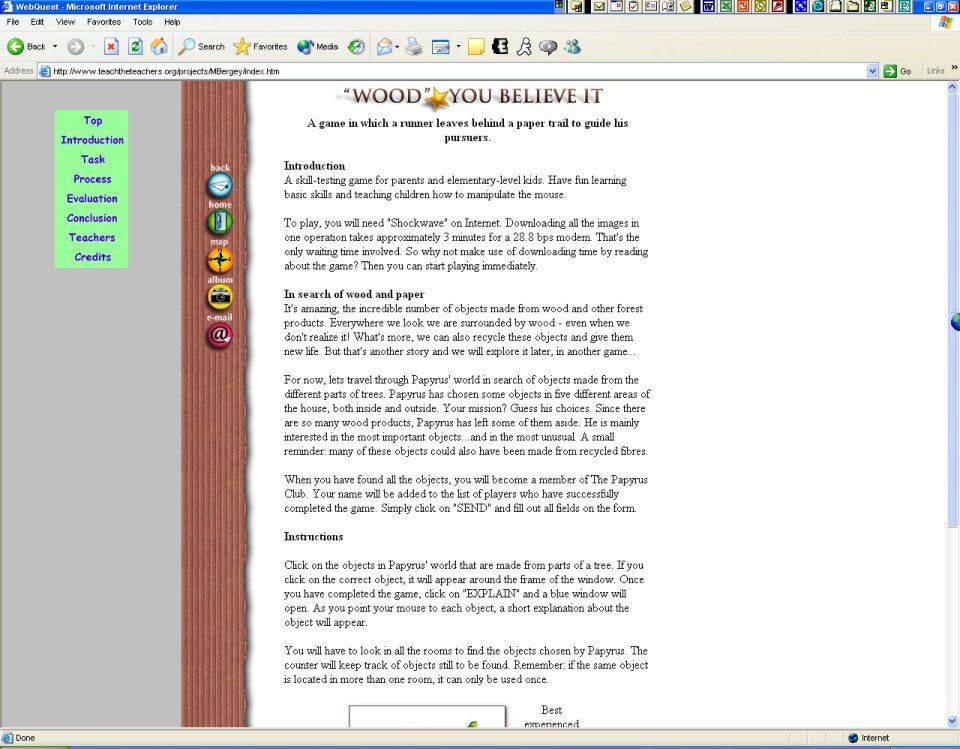 WebQuest - Microsoft Internet Explorer
File Edit View Favorites Tools Help
Back Search Favorites Media
Address http://www.teachtheteachers.org/projects/MBergey/index.htm Go Links »
Top
Introduction
Task
Process
Evaluation
Conclusion
Teachers
Credits
back
home
map
album
e-mail
@
"WOOD" YOU BELIEVE IT
A game in which a runner leaves behind a paper trail to guide his
pursuers.
Introduction
A skill-testing game for parents and elementary-level kids. Have fun learning
basic skills and teaching children how to manipulate the mouse.
To play, you will need "Shockwave" on Internet. Downloading all the images in
one operation takes approximately 3 minutes for a 28.8 bps modem. That's the
only waiting time involved. So why not make use of downloading time by reading
about the game? Then you can start playing immediately.
In search of wood and paper
It's amazing, the incredible number of objects made from wood and other forest
products. Everywhere we look we are surrounded by wood - even when we
don't realize it! What's more, we can also recycle these objects and give them
new life. But that's another story and we will explore it later, in another game...
For now, lets travel through Papyrus' world in search of objects made from the
different parts of trees. Papyrus has chosen some objects in five different areas of
the house, both inside and outside. Your mission? Guess his choices. Since there
are so many wood products, Papyrus has left some of them aside. He is mainly
interested in the most important objects...and in the most unusual. A small
reminder: many of these objects could also have been made from recycled fibres.
When you have found all the objects, you will become a member of The Papyrus
Club. Your name will be added to the list of players who have successfully
completed the game. Simply click on "SEND" and fill out all fields on the form.
Instructions
Click on the objects in Papyrus' world that are made from parts of a tree. If you
click on the correct object, it will appear around the frame of the window. Once
you have completed the game, click on "EXPLAIN" and a blue window will
open. As you point your mouse to each object, a short explanation about the
object will appear.
You will have to look in all the rooms to find the objects chosen by Papyrus. The
counter will keep track of objects still to be found. Remember: if the same object
is located in more than one room, it can only be used once.
Best
experienced
Done Internet